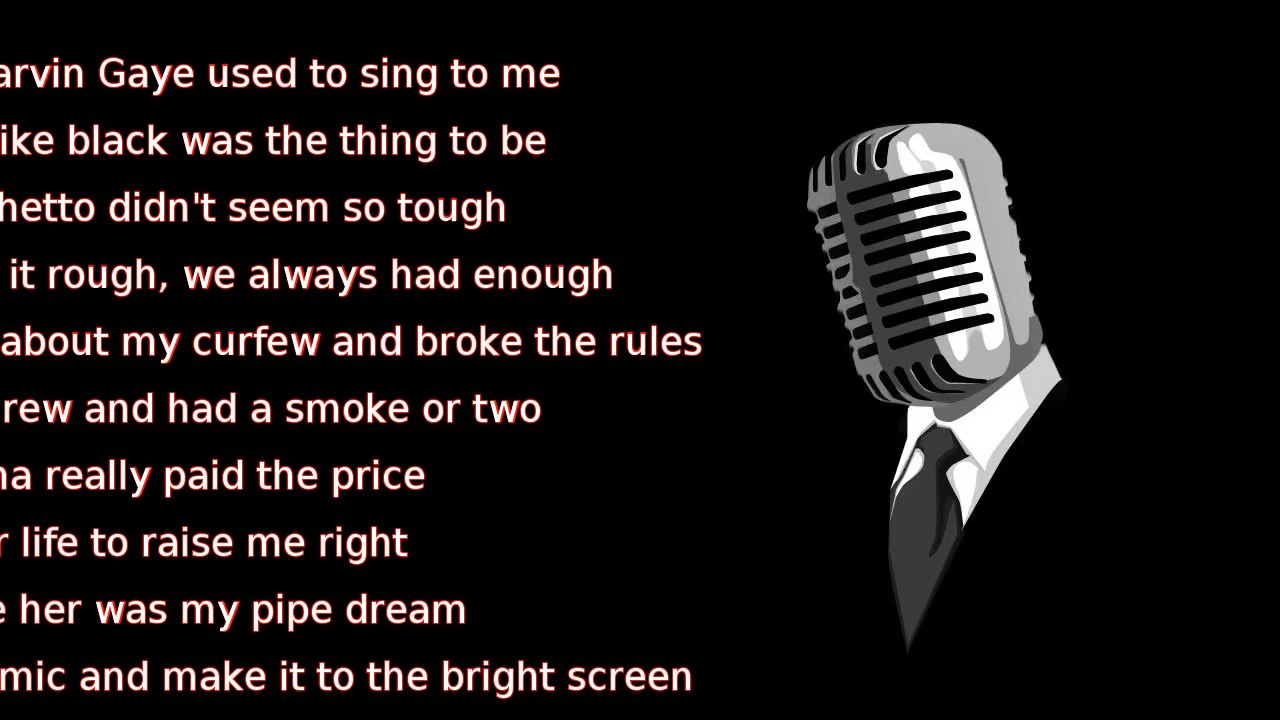 arvin Gaye used to sing to me
ike black was the thing to be
hetto didn't seem so tough
it rough, we always had enough
about my curfew and broke the rules
rew and had a smoke or two
na really paid the price
r life to raise me right
e her was my pipe dream
mic and make it to the bright screen